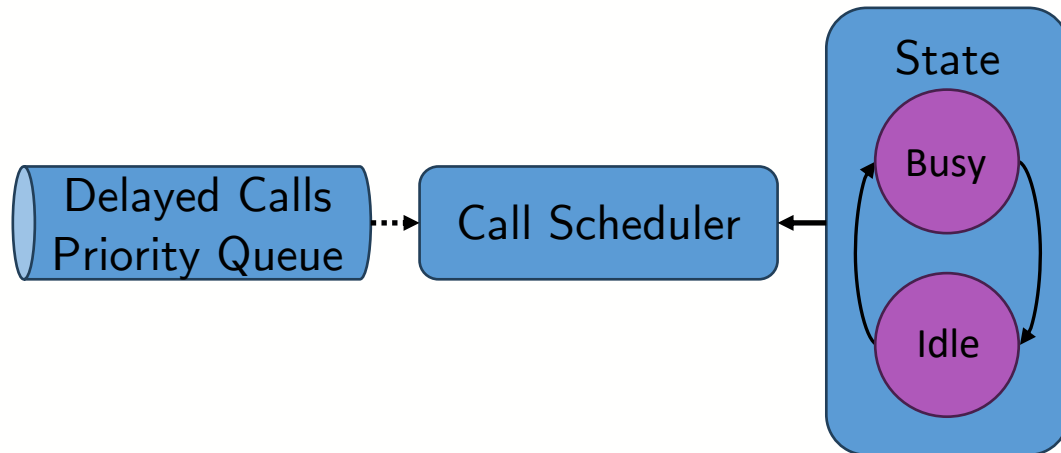 State
Busy
Delayed Calls
Priority Queue
Call Scheduler
Idle